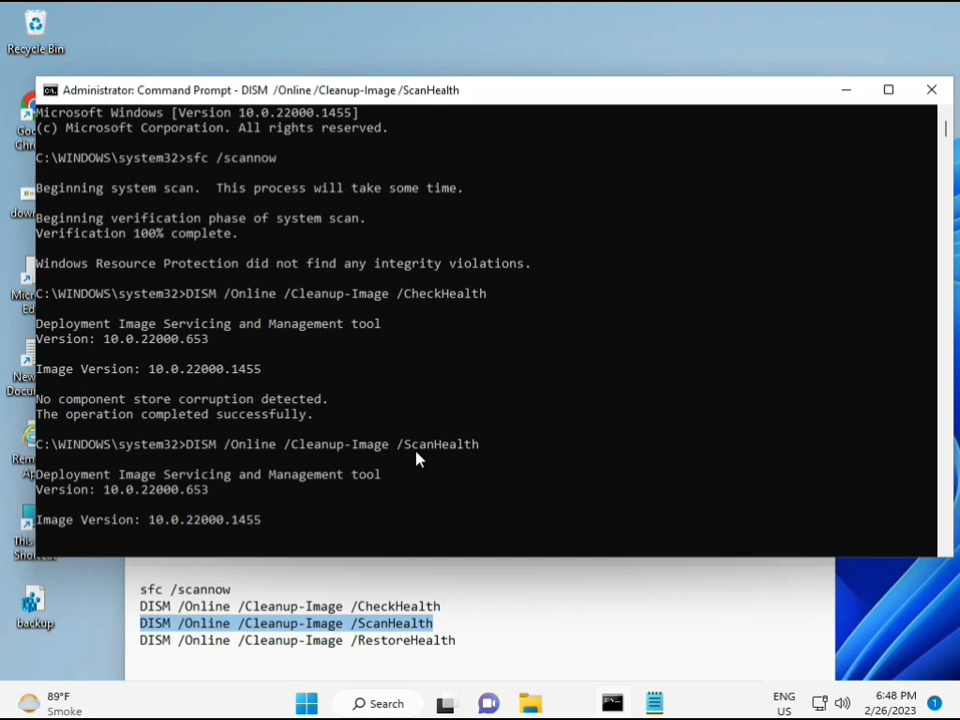 Recycle Bin
Administrator: Command Prompt - DISM  /Online /Cleanup-Image /ScanHealth
Microsoft Windows [Version 10.0.22000.1455]
(c) Microsoft Corporation. All rights reserved.
C:\WINDOWS\system32>sfc /scannow
Beginning system scan.  This process will take some time.
Beginning verification phase of system scan.
Verification 100% complete.
Windows Resource Protection did not find any integrity violations.
C:\WINDOWS\system32>DISM /Online /Cleanup-Image /CheckHealth
Deployment Image Servicing and Management tool
Version: 10.0.22000.653
Image Version: 10.0.22000.1455
No component store corruption detected.
The operation completed successfully.
C:\WINDOWS\system32>DISM /Online /Cleanup-Image /ScanHealth
Deployment Image Servicing and Management tool
Version: 10.0.22000.653
Image Version: 10.0.22000.1455
backup
sfc /scannow
DISM /Online /Cleanup-Image /CheckHealth
DISM /Online /Cleanup-Image /ScanHealth
DISM /Online /Cleanup-Image /RestoreHealth
89°F
Smoke
Search
ENG
US
6:48 PM
2/26/2023
1